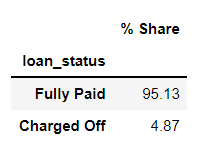 % Share
loan_status
Fully Paid 95.13
Charged Off 4.87